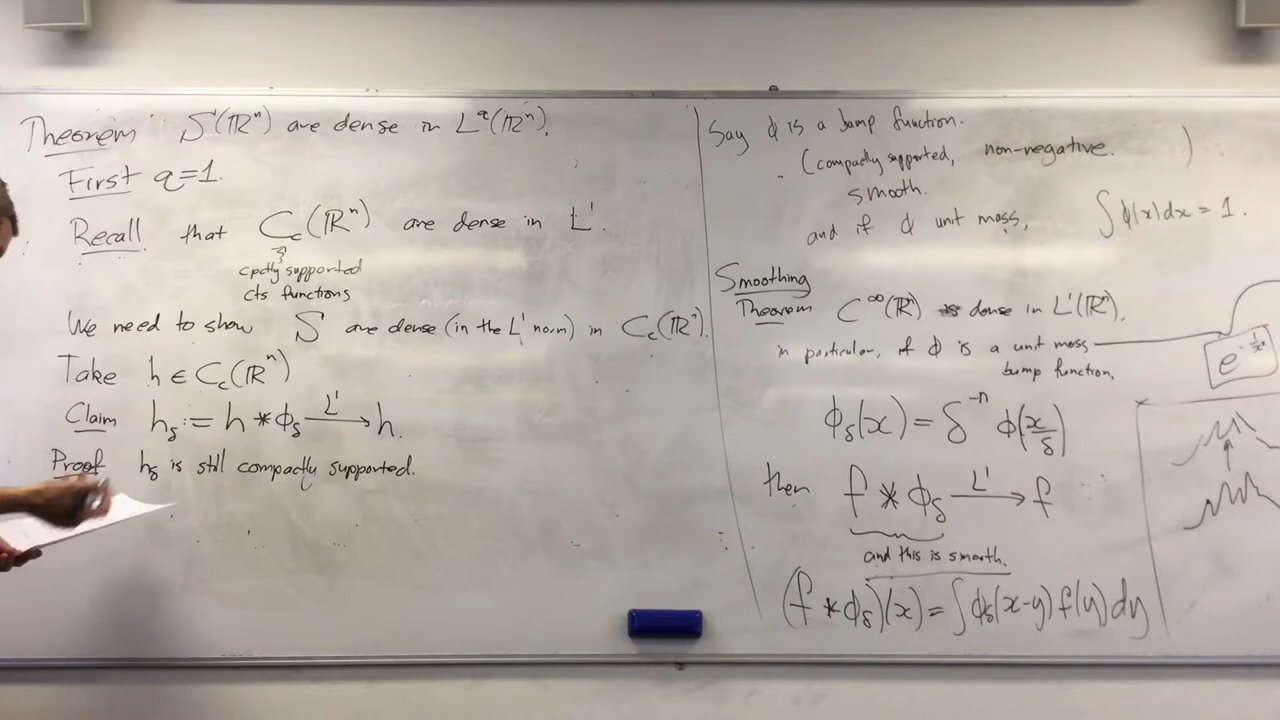 Theorem S(ℝⁿ) are dense in L^q(ℝⁿ).
First q=1.
Recall that C_c(ℝⁿ) are dense in L¹.
cptly supported
cts functions
We need to show S are dense (in the L¹ norm) in C_c(ℝⁿ).
Take h ∈ C_c(ℝⁿ)
Claim h_δ := h * ϕ_δ —L¹→ h.
Proof h_δ is still compactly supported.
Say ϕ is a bump function.
(compactly supported, non-negative. )
smooth.
and if ϕ unit mass, ∫ϕ(x)dx = 1.
Smoothing
Theorem C^∞(ℝⁿ) is dense in L¹(ℝⁿ),
in particular, if ϕ is a unit mass
bump function,
ϕ_δ(x) = δ^{-n} ϕ(x/δ)
then f * ϕ_δ —L¹→ f
and this is smooth.
(f * ϕ_δ)(x) = ∫ϕ_δ(x-y) f(y) dy